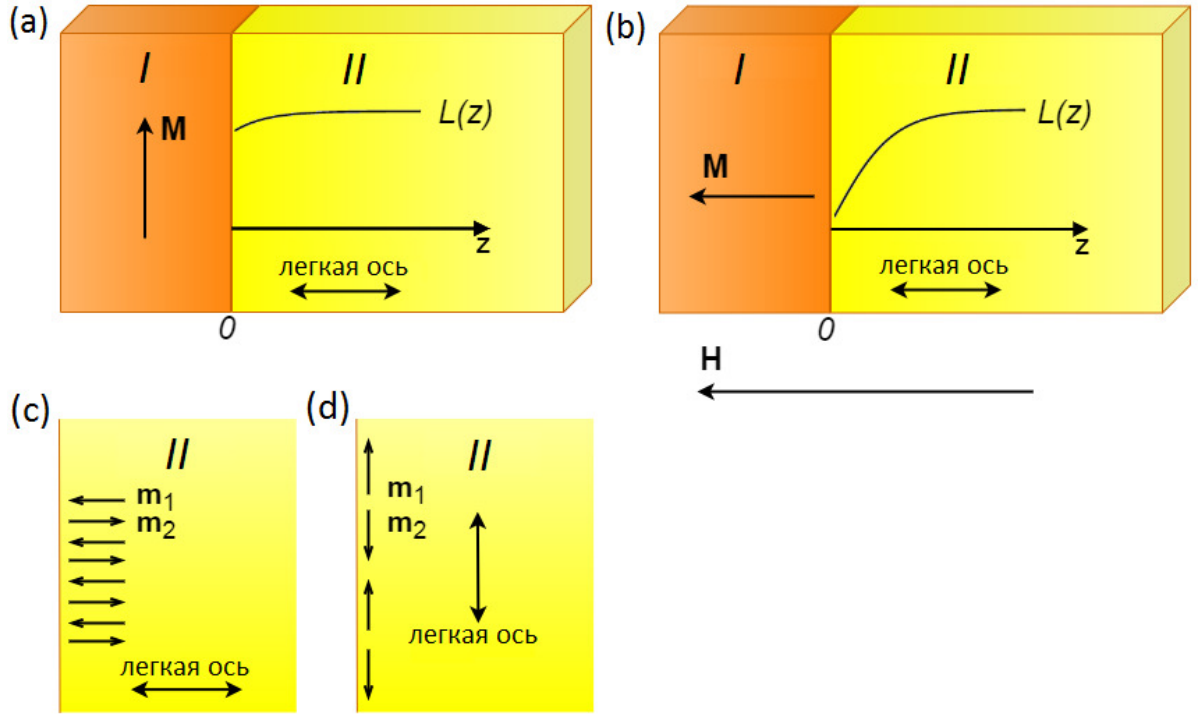 (a)
I
II
M
L(z)
z
легкая ось
0
(b)
I
II
M
L(z)
z
легкая ось
0
H
(c)
II
m1
m2
легкая ось
(d)
II
m1
m2
легкая ось